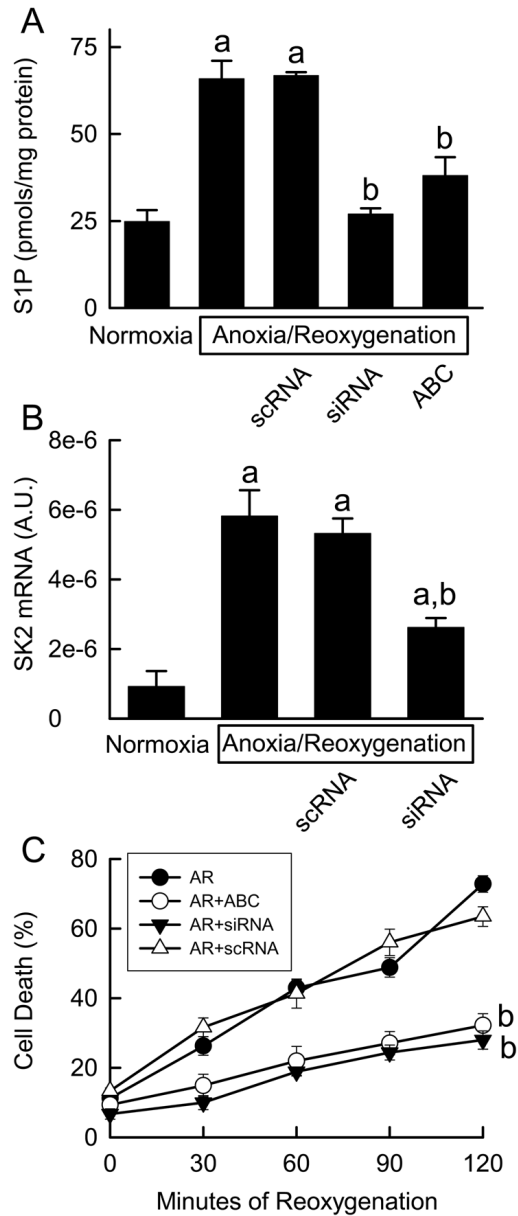 A
S1P (pmols/mg protein)
75
50
25
0
a
a
b
b
Normoxia
Anoxia/Reoxygenation
scRNA
siRNA
ABC
B
SK2 mRNA (A.U.)
8e-6
6e-6
4e-6
2e-6
0
a
a
a,b
Normoxia
Anoxia/Reoxygenation
scRNA
siRNA
C
Cell Death (%)
80
60
40
20
0
AR
AR+ABC
AR+siRNA
AR+scRNA
b
b
0 30 60 90 120
Minutes of Reoxygenation